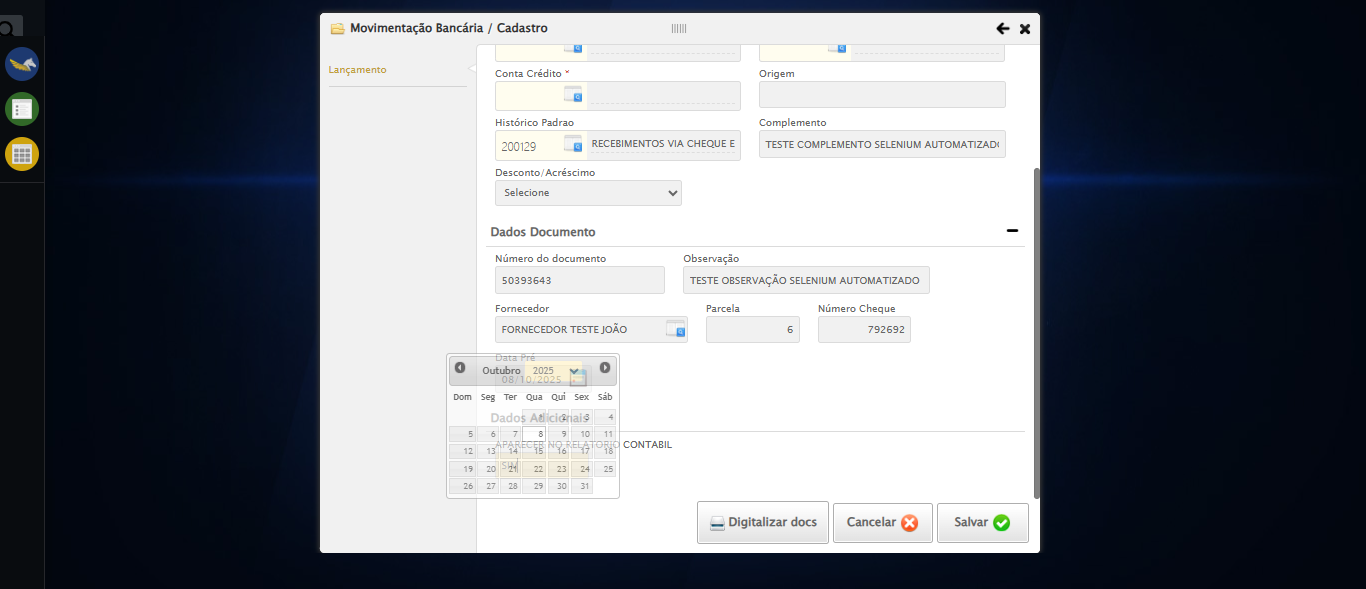 Movimentação Bancária / Cadastro
Lançamento
Conta Crédito *
Origem
Histórico Padrao
Complemento
200129
RECEBIMENTOS VIA CHEQUE E
TESTE COMPLEMENTO SELENIUM AUTOMATIZADO
Desconto/Acréscimo
Selecione
Dados Documento
Número do documento
Observação
50393643
TESTE OBSERVAÇÃO SELENIUM AUTOMATIZADO
Fornecedor
Parcela
Número Cheque
FORNECEDOR TESTE JOÃO
6
792692
Data Pré
08/10/2025
Outubro 2025
Dom Seg Ter Qua Qui Sex Sáb
1 2 3 4
5 6 7 8 9 10 11
12 13 14 15 16 17 18
19 20 21 22 23 24 25
26 27 28 29 30 31
Dados Adicionais
APARECER NO RELATORIO CONTABIL
SIM
Digitalizar docs
Cancelar
Salvar